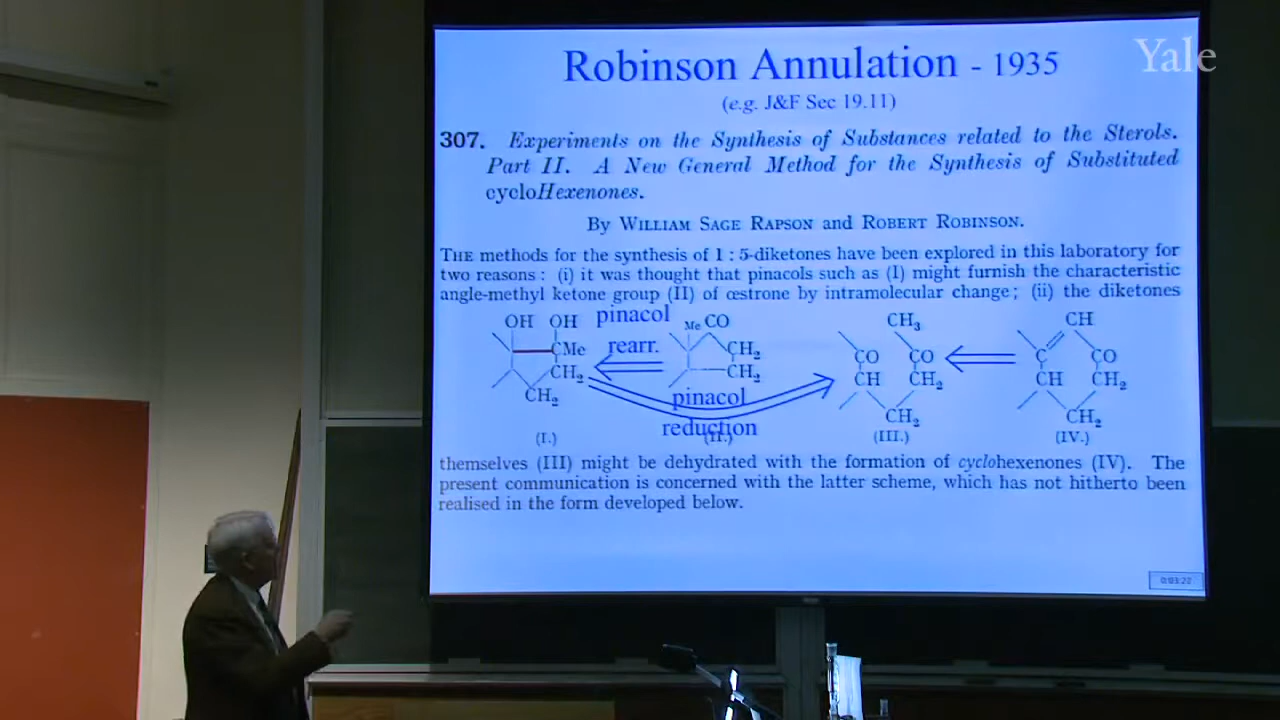 Yale
Robinson Annulation - 1935
(e.g. J&F Sec 19.11)
307. Experiments on the Synthesis of Substances related to the Sterols.
Part II. A New General Method for the Synthesis of Substituted
cycloHexenones.
By WILLIAM SAGE RAPSON and ROBERT ROBINSON.
THE methods for the synthesis of 1 : 5-diketones have been explored in this laboratory for
two reasons : (i) it was thought that pinacols such as (I) might furnish the characteristic
angle-methyl ketone group (II) of œstrone by intramolecular change ; (ii) the diketones
OH OH pinacol Me CO CH₃ CH
CMe rearr. CH₂ CO CO C CO
CH₂ CH₂ CH CH₂ CH CH₂
CH₂ pinacol CH₂ CH₂
reduction
(I.) (II.) (III.) (IV.)
themselves (III) might be dehydrated with the formation of cyclohexenones (IV). The
present communication is concerned with the latter scheme, which has not hitherto been
realised in the form developed below.
0:03:22